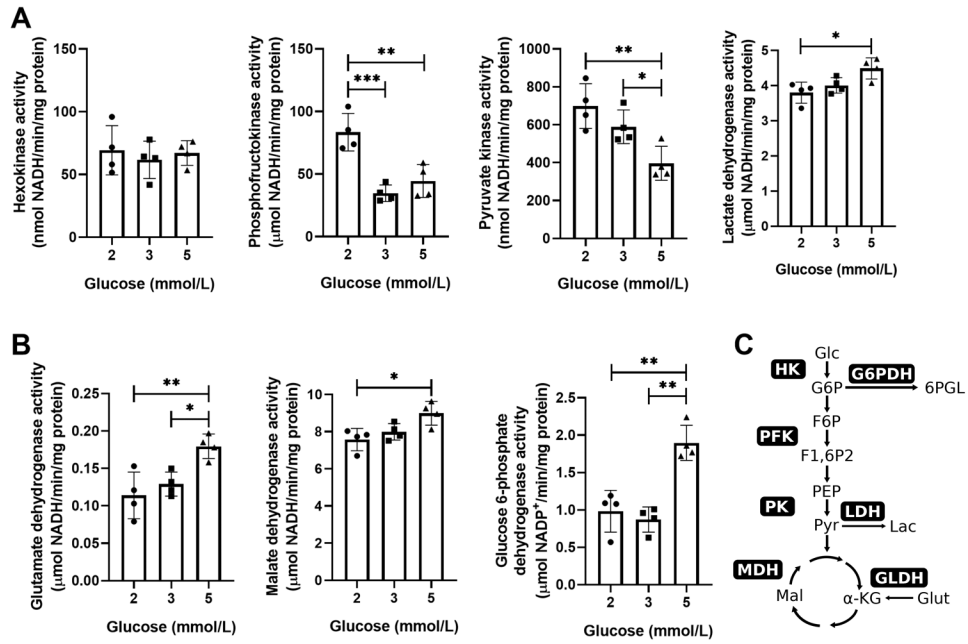 A
Hexokinase activity
(nmol NADH/min/mg protein)
150
100
50
0
2 3 5
Glucose (mmol/L)
Phosphofructokinase activity
(μmol NADH/min/mg protein)
150
100
50
0
**
***
2 3 5
Glucose (mmol/L)
Pyruvate kinase activity
(nmol NADH/min/mg protein)
1000
800
600
400
200
0
**
*
2 3 5
Glucose (mmol/L)
Lactate dehydrogenase activity
(μmol NADH/min/mg protein)
5
4
3
2
1
0
*
2 3 5
Glucose (mmol/L)
B
Glutamate dehydrogenase activity
(μmol NADH/min/mg protein)
0.25
0.20
0.15
0.10
0.05
0.00
**
*
2 3 5
Glucose (mmol/L)
Malate dehydrogenase activity
(μmol NADH/min/mg protein)
10
8
6
4
2
0
*
2 3 5
Glucose (mmol/L)
Glucose 6-phosphate
dehydrogenase activity
(μmol NADP+/min/mg protein)
2.5
2.0
1.5
1.0
0.5
0.0
**
**
2 3 5
Glucose (mmol/L)
C
Glc
HK
G6PDH
G6P
6PGL
F6P
PFK
F1,6P2
PEP
PK
LDH
Pyr
Lac
MDH
GLDH
Mal
α-KG
Glut